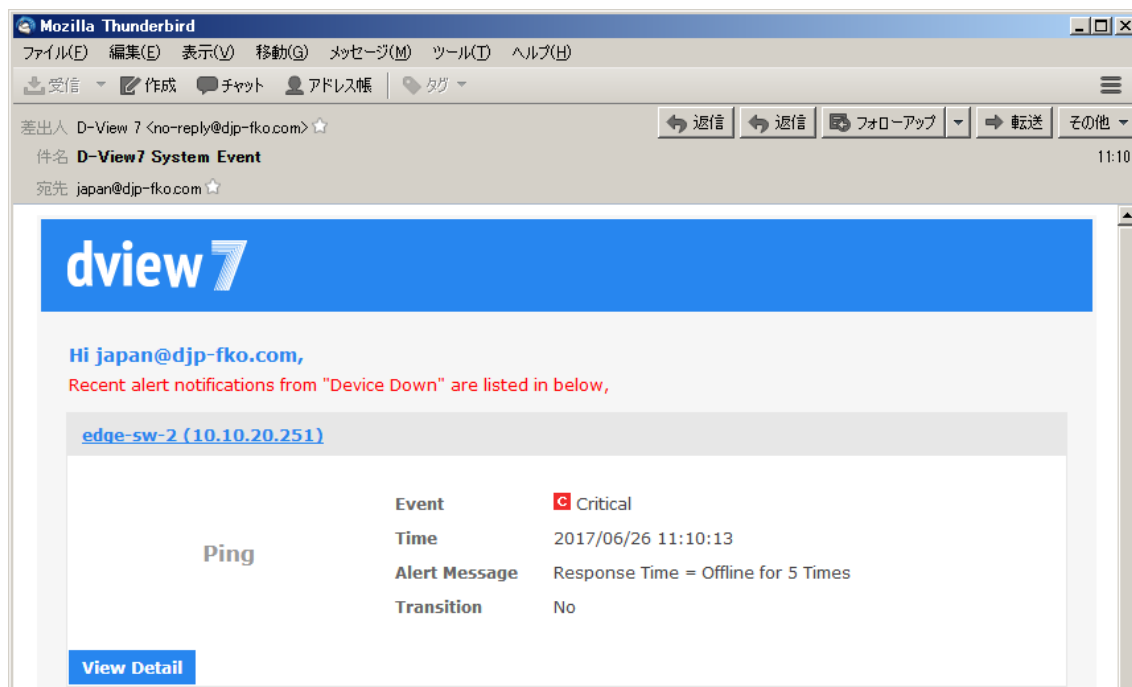 Mozilla Thunderbird
ファイル(F) 編集(E) 表示(V) 移動(G) メッセージ(M) ツール(T) ヘルプ(H)
受信 作成 チャット アドレス帳 タグ
差出人 D-View 7 <no-reply@djp-fko.com> 返信 返信 フォローアップ 転送 その他
件名 D-View7 System Event 11:10
宛先 japan@djp-fko.com
dview 7
Hi japan@djp-fko.com,
Recent alert notifications from "Device Down" are listed in below,
edge-sw-2 (10.10.20.251)
Ping
Event C Critical
Time 2017/06/26 11:10:13
Alert Message Response Time = Offline for 5 Times
Transition No
View Detail